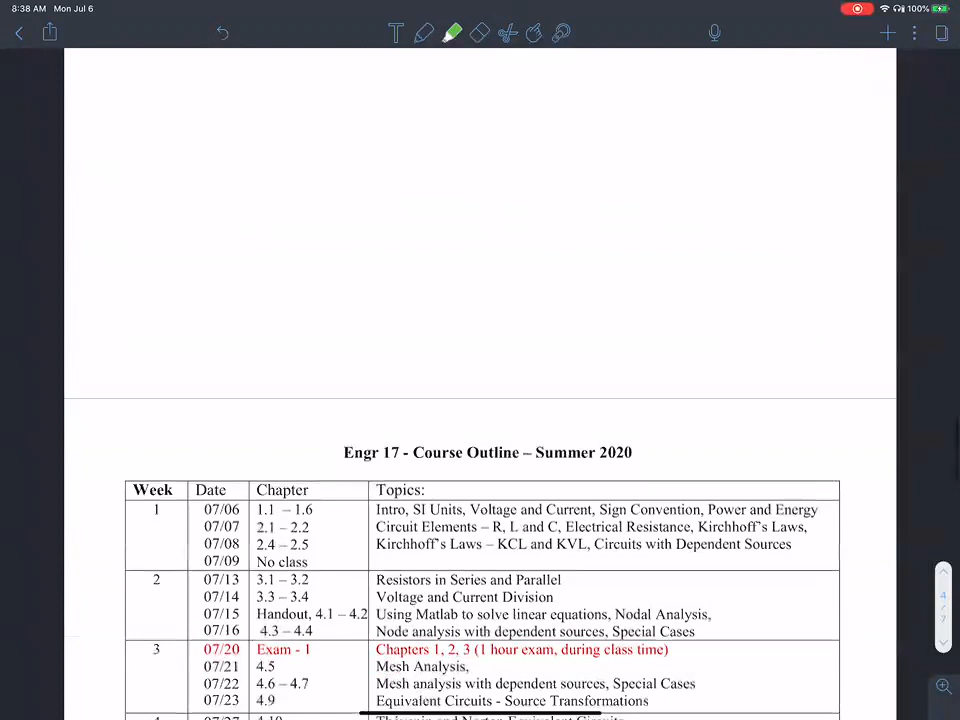 8:38 AM Mon Jul 6
100%
T
4
/
7
Engr 17 - Course Outline – Summer 2020
Week Date Chapter Topics:
1 07/06 1.1 – 1.6 Intro, SI Units, Voltage and Current, Sign Convention, Power and Energy
07/07 2.1 – 2.2 Circuit Elements – R, L and C, Electrical Resistance, Kirchhoff's Laws,
07/08 2.4 – 2.5 Kirchhoff's Laws – KCL and KVL, Circuits with Dependent Sources
07/09 No class
2 07/13 3.1 – 3.2 Resistors in Series and Parallel
07/14 3.3 – 3.4 Voltage and Current Division
07/15 Handout, 4.1 – 4.2 Using Matlab to solve linear equations, Nodal Analysis,
07/16 4.3 – 4.4 Node analysis with dependent sources, Special Cases
3 07/20 Exam - 1 Chapters 1, 2, 3 (1 hour exam, during class time)
07/21 4.5 Mesh Analysis,
07/22 4.6 – 4.7 Mesh analysis with dependent sources, Special Cases
07/23 4.9 Equivalent Circuits - Source Transformations